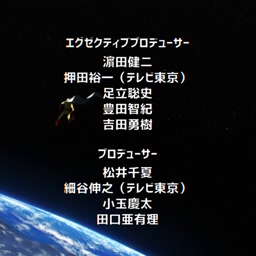 エグゼクティブプロデューサー
濵田健二
押田裕一（テレビ東京）
足立聡史
豊田智紀
吉田勇樹
プロデューサー
松井千夏
細谷伸之（テレビ東京）
小玉慶太
田口亜有理